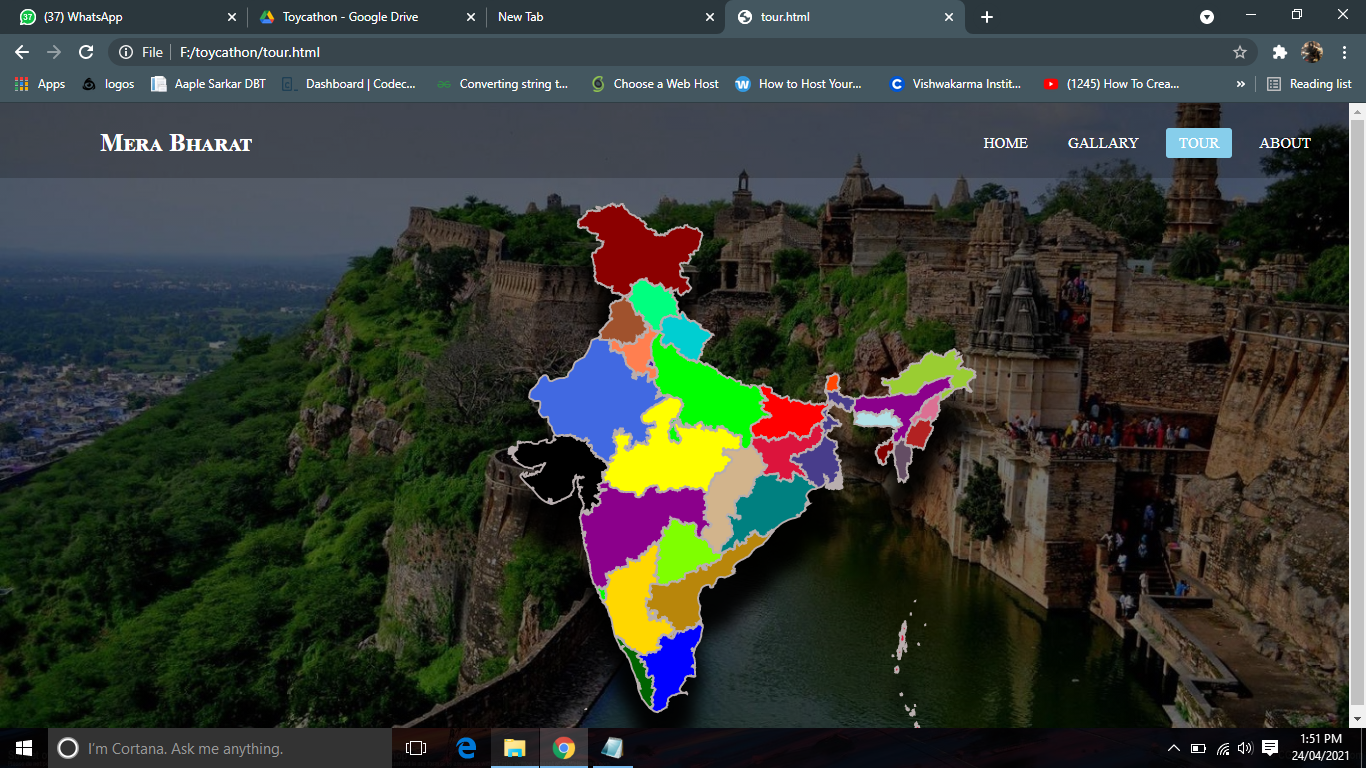 37 (37) WhatsApp
Toycathon - Google Drive
New Tab
tour.html
File F:/toycathon/tour.html
Apps
logos
Aaple Sarkar DBT
Dashboard | Codec...
Converting string t...
Choose a Web Host
How to Host Your...
Vishwakarma Instit...
(1245) How To Crea...
»
Reading list
Mera Bharat
HOME
GALLARY
TOUR
ABOUT
I'm Cortana. Ask me anything.
1:51 PM
24/04/2021